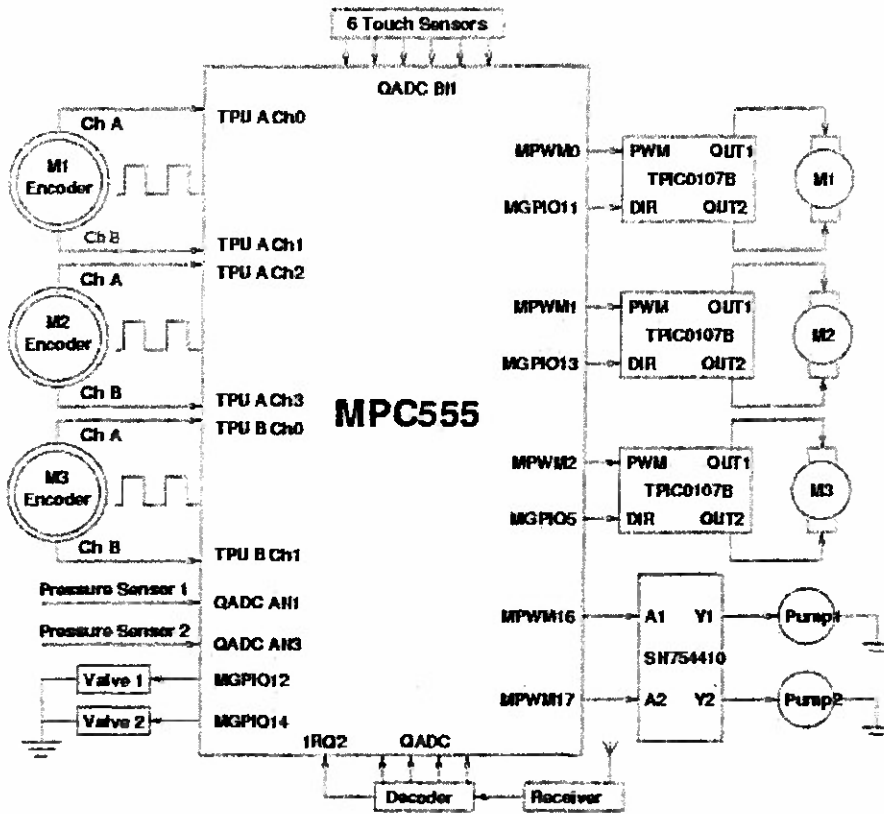 6 Touch Sensors
QADC BI1
Ch A
TPU A Ch0
M1
Encoder
Ch B
TPU A Ch1
Ch A
TPU A Ch2
M2
Encoder
Ch B
TPU A Ch3
Ch A
TPU B Ch0
M3
Encoder
Ch B
TPU B Ch1
MPC555
Pressure Sensor 1
QADC AN1
Pressure Sensor 2
QADC AN3
Valve 1
MGPIO12
Valve 2
MGPIO14
IRQ2
QADC
Decoder
Receiver
MPWM0
PWM
OUT1
TPIC0107B
MGPIO11
DIR
OUT2
M1
MPWM1
PWM
OUT1
TPIC0107B
MGPIO13
DIR
OUT2
M2
MPWM2
PWM
OUT1
TPIC0107B
MGPIO5
DIR
OUT2
M3
MPWM16
A1
Y1
Pump1
SN754410
MPWM17
A2
Y2
Pump2